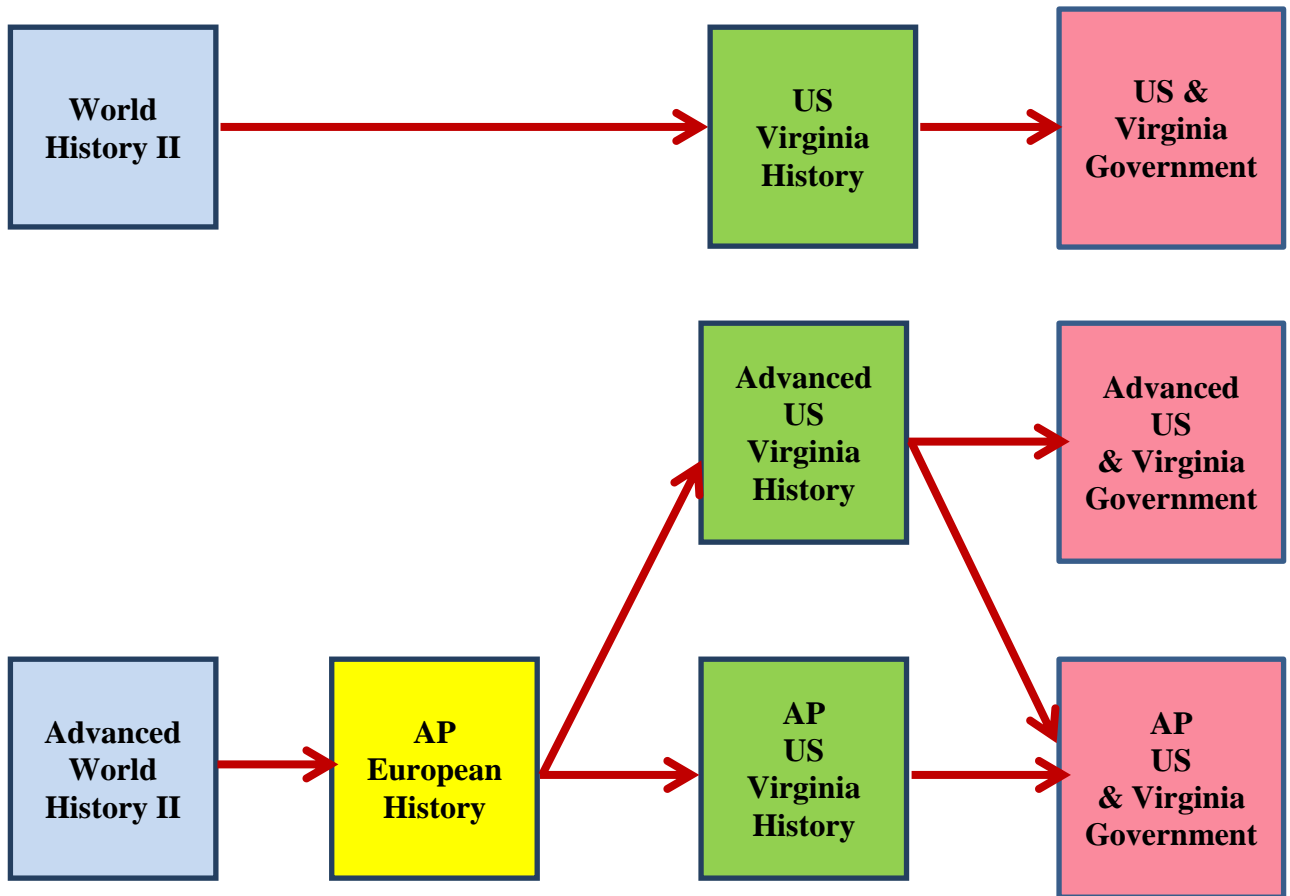 World
History II
US
Virginia
History
US &
Virginia
Government
Advanced
US
Virginia
History
Advanced
US
& Virginia
Government
Advanced
World
History II
AP
European
History
AP
US
Virginia
History
AP
US
& Virginia
Government